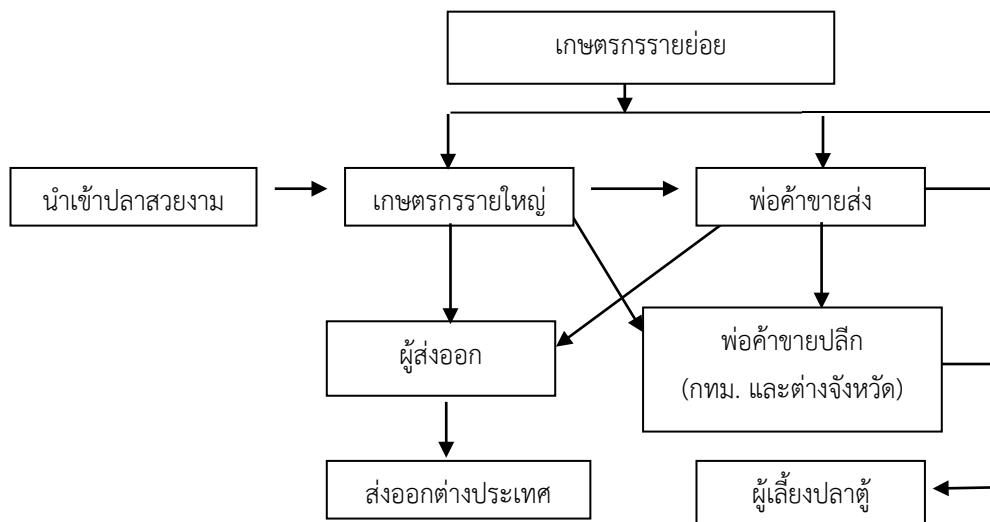 เกษตรกรรายย่อย
นำเข้าปลาสวยงาม
เกษตรกรรายใหญ่
พ่อค้าขายส่ง
ผู้ส่งออก
พ่อค้าขายปลีก
(กทม. และต่างจังหวัด)
ส่งออกต่างประเทศ
ผู้เลี้ยงปลาตู้